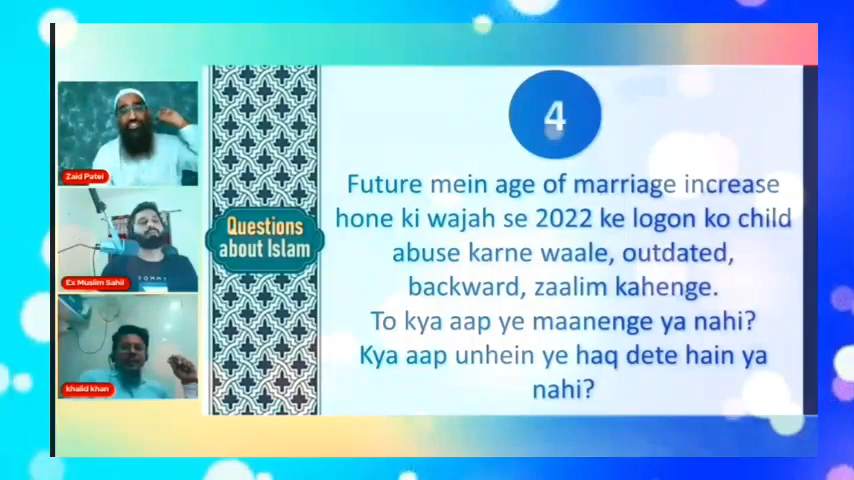 Zaid Patel
Ex Muslim Sahil
khalid khan
Questions
about Islam
4
Future mein age of marriage increase
hone ki wajah se 2022 ke logon ko child
abuse karne waale, outdated,
backward, zaalim kahenge.
To kya aap ye maanenge ya nahi?
Kya aap unhein ye haq dete hain ya
nahi?
TOMMY